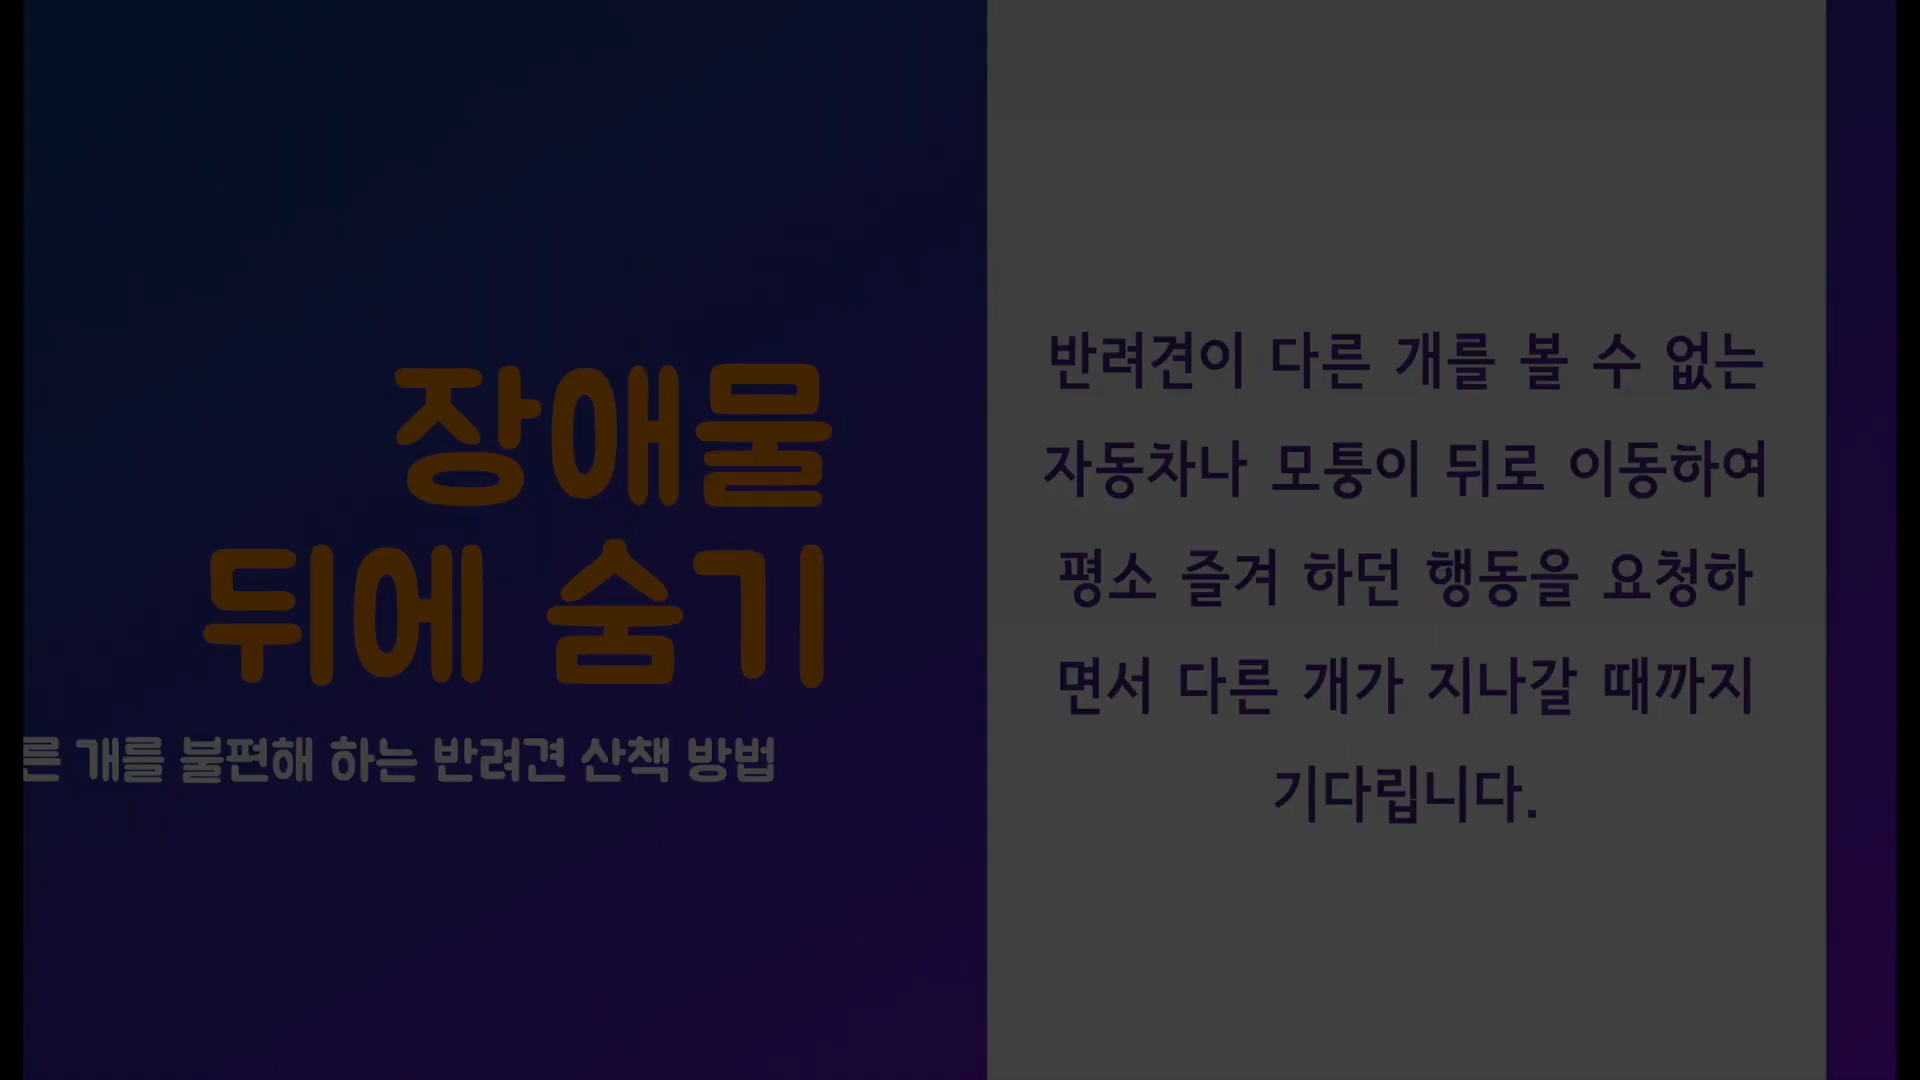 장애물
뒤에 숨기
른 개를 불편해 하는 반려견 산책 방법
반려견이 다른 개를 볼 수 없는
자동차나 모퉁이 뒤로 이동하여
평소 즐겨 하던 행동을 요청하
면서 다른 개가 지나갈 때까지
기다립니다.